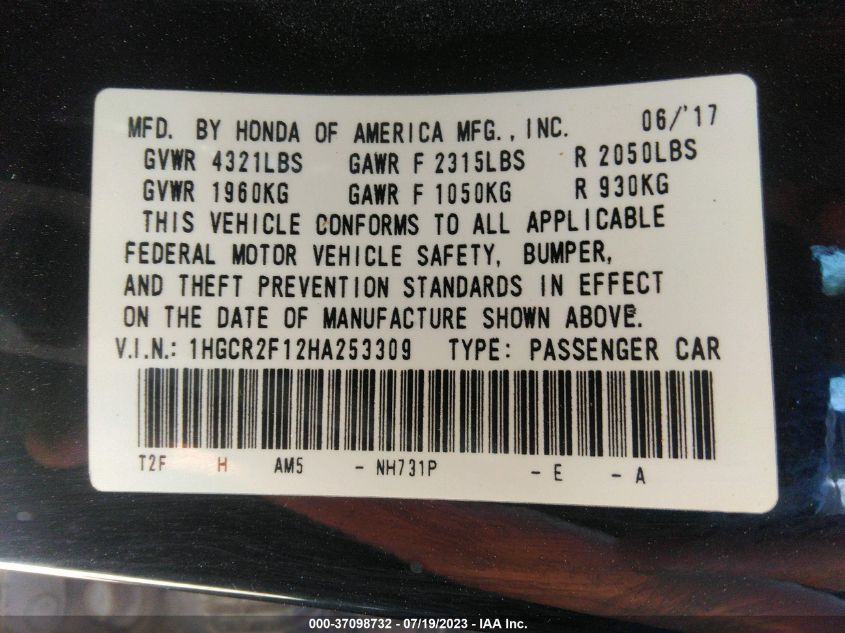 MFD. BY HONDA OF AMERICA MFG., INC. 06/'17
GVWR 4321LBS GAWR F 2315LBS R 2050LBS
GVWR 1960KG GAWR F 1050KG R 930KG
THIS VEHICLE CONFORMS TO ALL APPLICABLE
FEDERAL MOTOR VEHICLE SAFETY, BUMPER,
AND THEFT PREVENTION STANDARDS IN EFFECT
ON THE DATE OF MANUFACTURE SHOWN ABOVE.
V.I.N.: 1HGCR2F12HA253309 TYPE: PASSENGER CAR
T2F H AM5 - NH731P - E - A
000-37098732 - 07/19/2023 - IAA Inc.